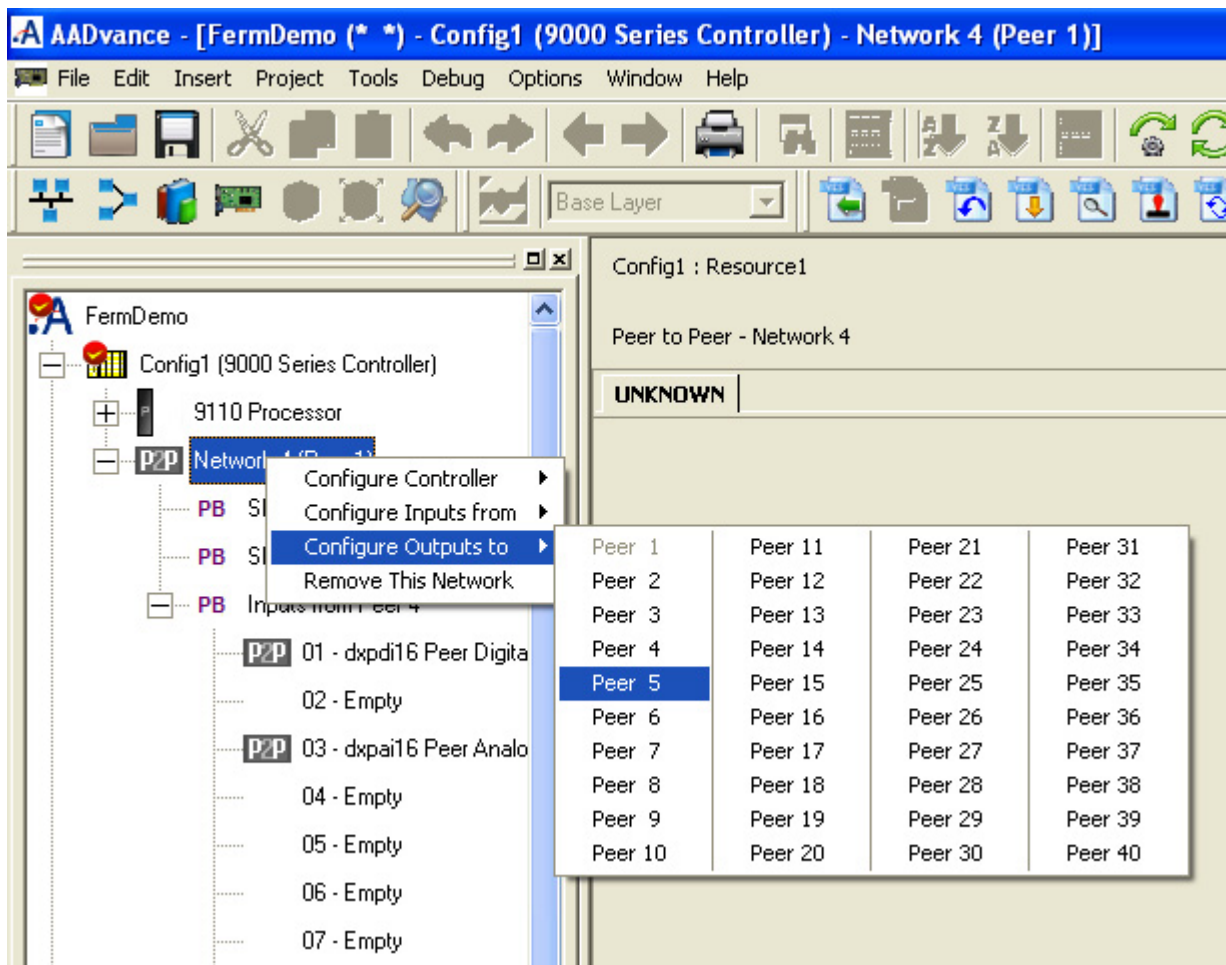 AADvance - [FermDemo (* *) - Config1 (9000 Series Controller) - Network 4 (Peer 1)]
File Edit Insert Project Tools Debug Options Window Help
Base Layer
Config1 : Resource1
Peer to Peer - Network 4
UNKNOWN
FermDemo
Config1 (9000 Series Controller)
9110 Processor
P2P
PB
PB
PB Inputs from Peer 4
P2P 01 - dxpdi16 Peer Digita
02 - Empty
P2P 03 - dxpai16 Peer Analo
04 - Empty
05 - Empty
06 - Empty
07 - Empty
Configure Controller
Configure Inputs from
Configure Outputs to
Remove This Network
Peer 1 Peer 11 Peer 21 Peer 31
Peer 2 Peer 12 Peer 22 Peer 32
Peer 3 Peer 13 Peer 23 Peer 33
Peer 4 Peer 14 Peer 24 Peer 34
Peer 5 Peer 15 Peer 25 Peer 35
Peer 6 Peer 16 Peer 26 Peer 36
Peer 7 Peer 17 Peer 27 Peer 37
Peer 8 Peer 18 Peer 28 Peer 38
Peer 9 Peer 19 Peer 29 Peer 39
Peer 10 Peer 20 Peer 30 Peer 40